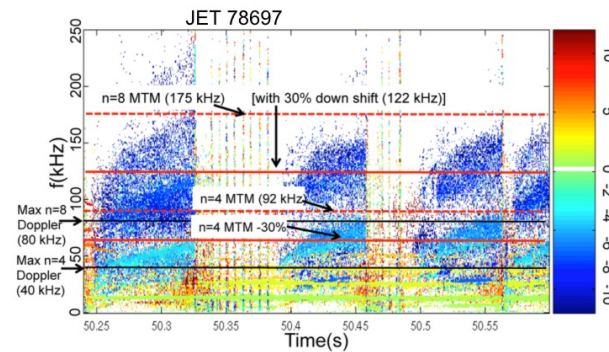 JET 78697
250
200
150
100
50
0
f(kHz)
n=8 MTM (175 kHz)
[with 30% down shift (122 kHz)]
n=4 MTM (92 kHz)
n=4 MTM -30%
Max n=8
Doppler
(80 kHz)
Max n=4
Doppler
(40 kHz)
50.25
50.3
50.35
50.4
50.45
50.5
50.55
Time(s)